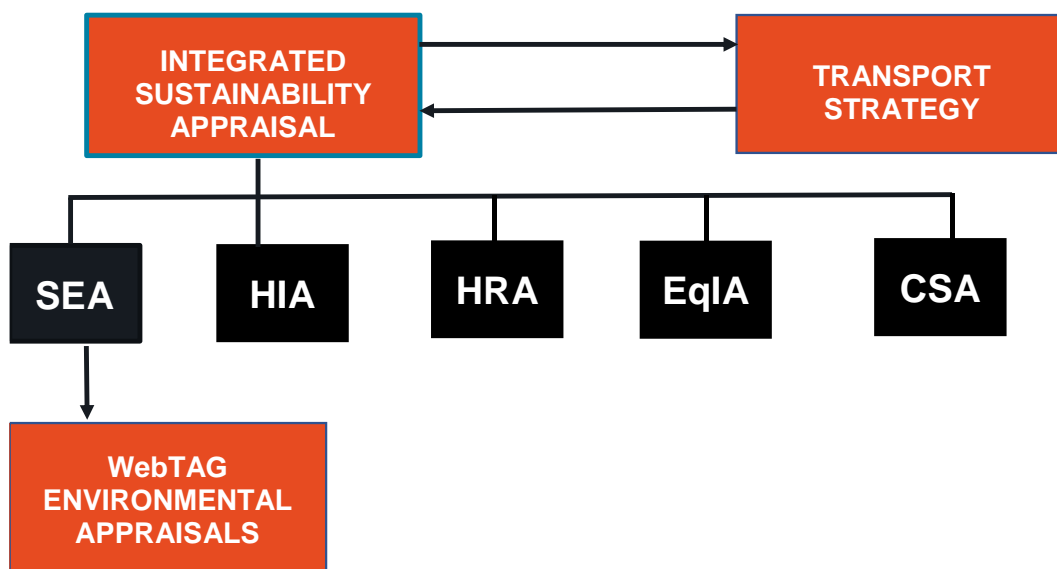 INTEGRATED
SUSTAINABILITY
APPRAISAL
TRANSPORT
STRATEGY
SEA
HIA
HRA
EqIA
CSA
WebTAG
ENVIRONMENTAL
APPRAISALS